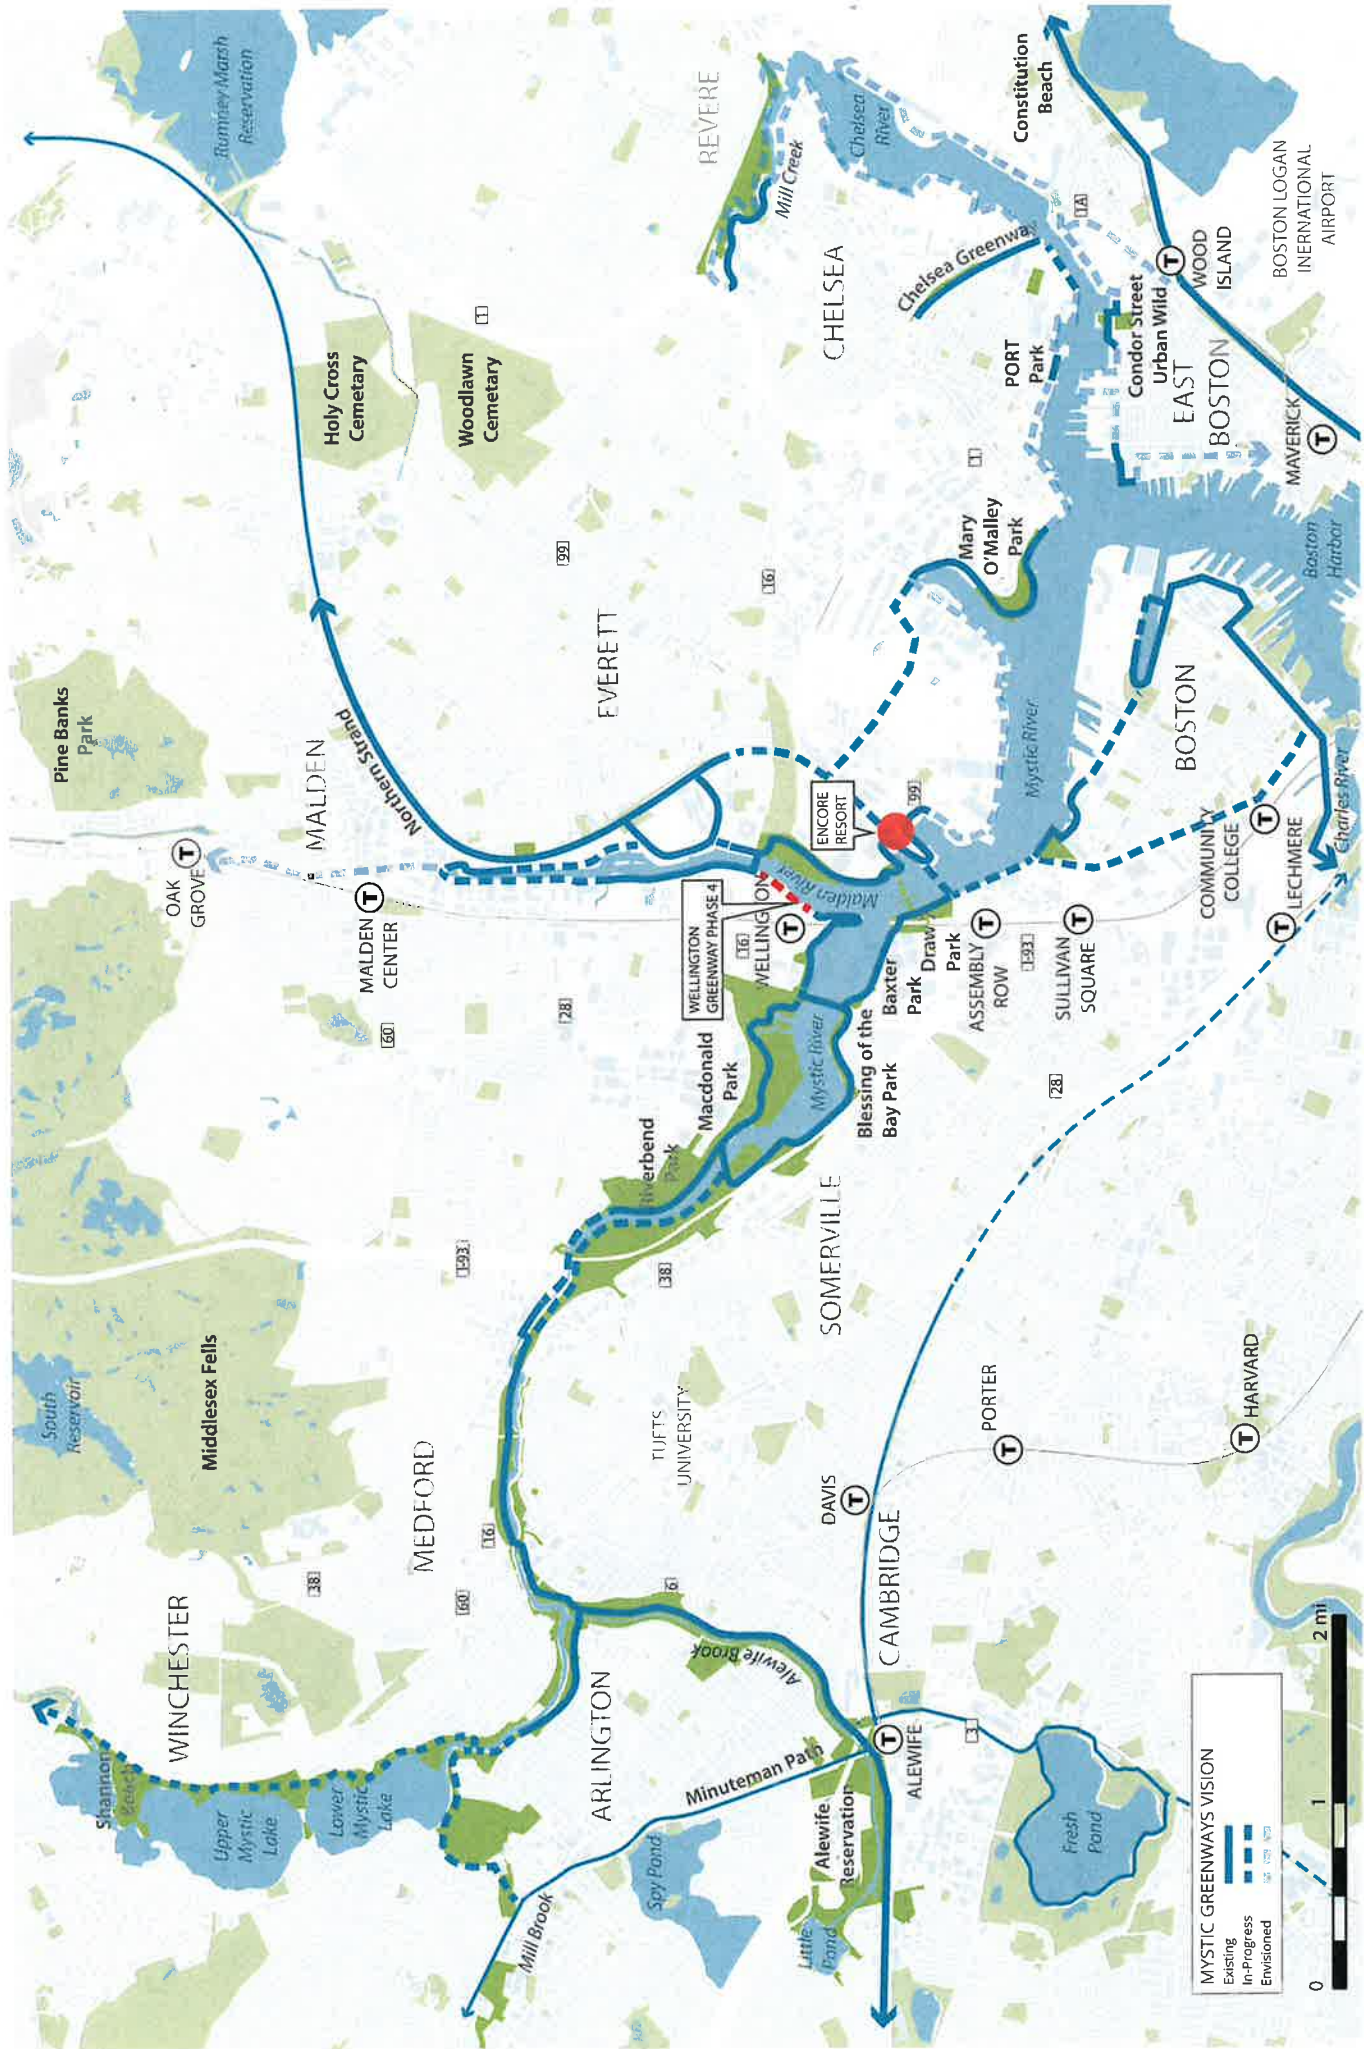 South
Reservoir
Pine Banks
Park
Shannon
Beach
WINCHESTER
Middlesex Fells
Rumney Marsh
Reservation
Upper
Mystic
Lake
OAK
GROVE
T
38
MALDEN
Holy Cross
Cemetary
Lower
Mystic
Lake
MALDEN
CENTER
T
60
Northern Strand
MEDFORD
60
I-93
16
Woodlawn
Cemetary
1
Mill Brook
28
99
ARLINGTON
EVERETT
Spy Pond
6
TUFTS
UNIVERSITY
38
Riverbend
Park
Macdonald
Park
WELLINGTON
GREENWAY PHASE 4
16
WELLINGTON
T
16
REVERE
Minuteman Path
Alewife Brook
Mill Creek
Little
Pond
Alewife
Reservation
DAVIS
T
SOMERVILLE
Mystic River
ENCORE
RESORT
Malden River
CHELSEA
Chelsea
River
Blessing of the
Bay Park
Baxter
Park
Draw
Park
99
Chelsea Greenway
ALEWIFE
T
CAMBRIDGE
3
PORTER
T
ASSEMBLY
ROW
T
I-93
Mary
O'Malley
Park
1
PORT
Park
Constitution
Beach
Mystic River
28
SULLIVAN
SQUARE
T
1A
Fresh
Pond
Condor Street
Urban Wild
EAST
BOSTON
WOOD
ISLAND
T
BOSTON
COMMUNITY
COLLEGE
T
HARVARD
T
LECHMERE
T
MAVERICK
T
BOSTON LOGAN
INERNATIONAL
AIRPORT
Boston
Harbor
Charles River
MYSTIC GREENWAYS VISION
Existing
In-Progress
Envisioned
0
1
2 mi